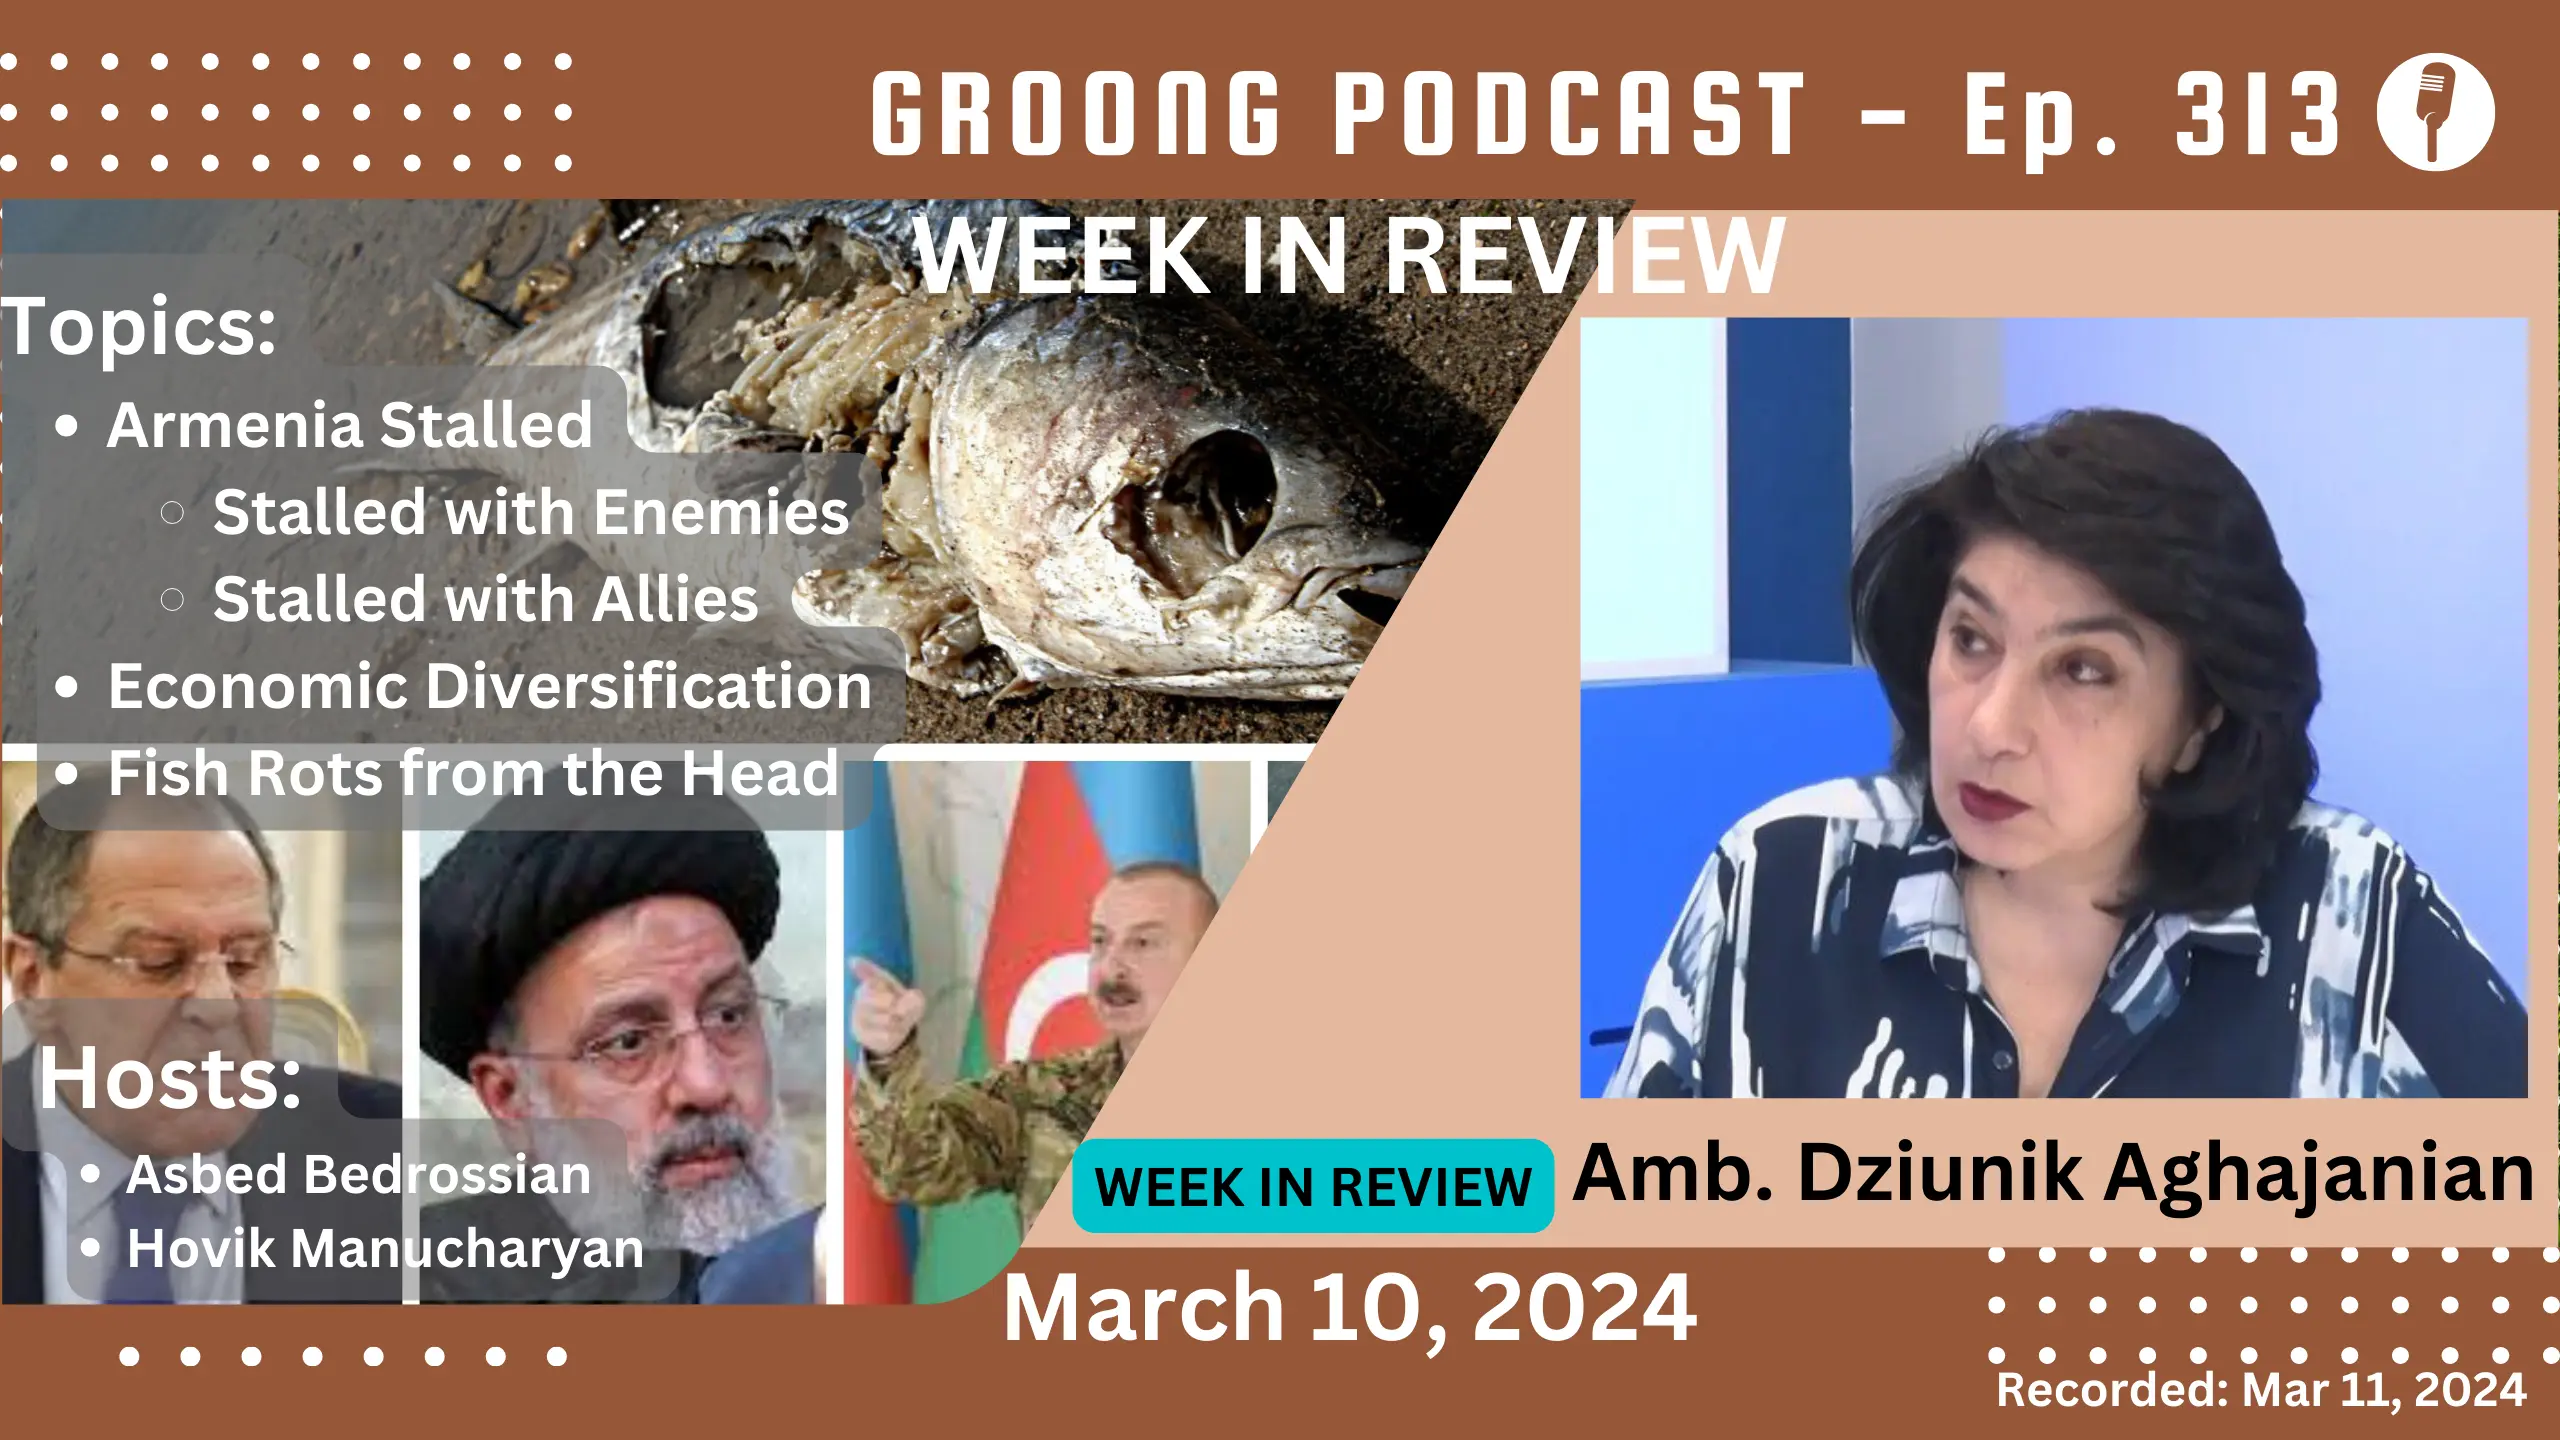 GROONG PODCAST – Ep. 313
WEEK IN REVIEW
Topics:
Armenia Stalled
Stalled with Enemies
Stalled with Allies
Economic Diversification
Fish Rots from the Head
Hosts:
Asbed Bedrossian
Hovik Manucharyan
WEEK IN REVIEW
Amb. Dziunik Aghajanian
March 10, 2024
Recorded: Mar 11, 2024